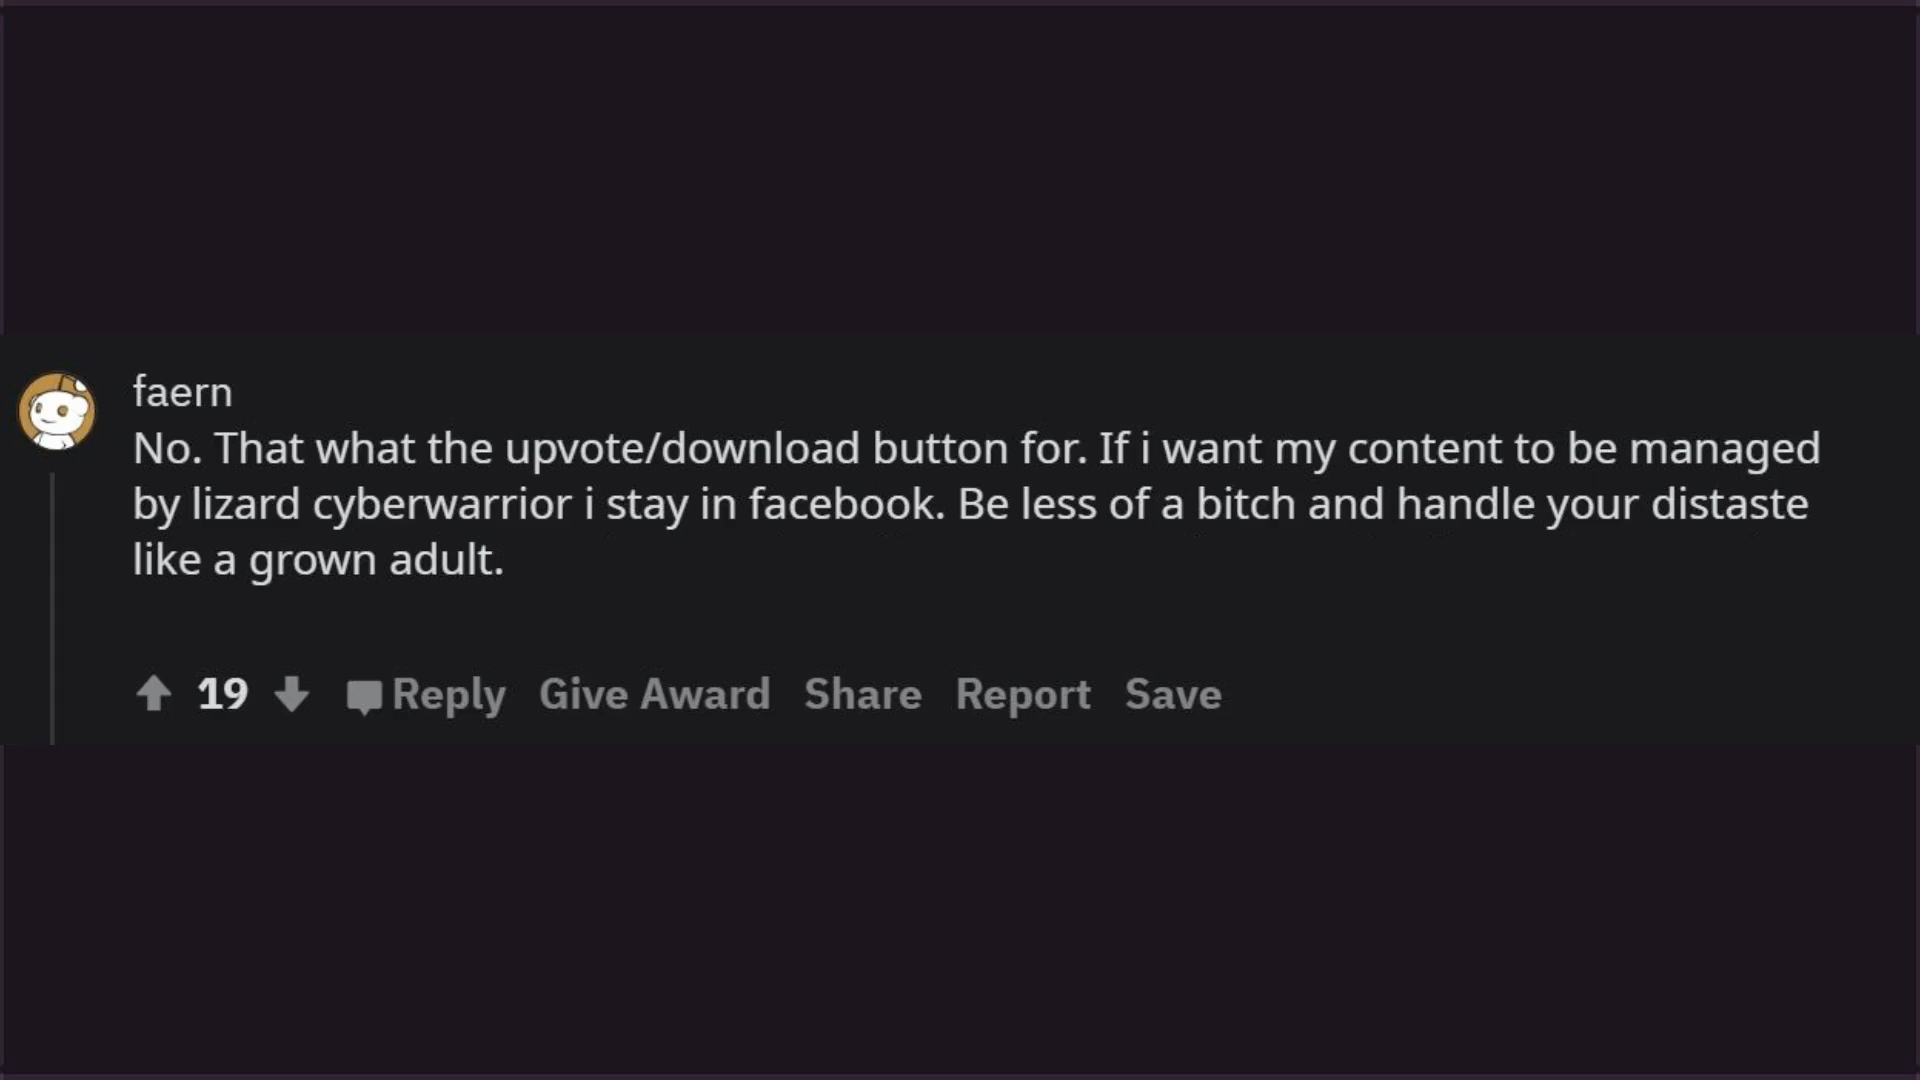 faern
No. That what the upvote/download button for. If i want my content to be managed
by lizard cyberwarrior i stay in facebook. Be less of a bitch and handle your distaste
like a grown adult.
19 Reply Give Award Share Report Save